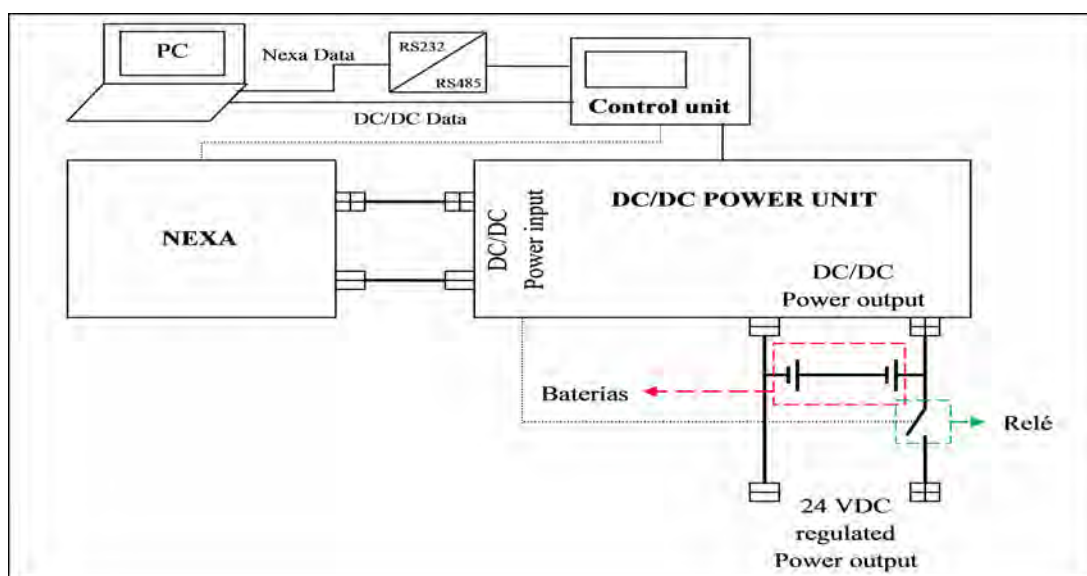 PC
Nexa Data
RS232
RS485
Control unit
DC/DC Data
NEXA
DC/DC
Power input
DC/DC POWER UNIT
DC/DC
Power output
Baterías
Relé
24 VDC
regulated
Power output